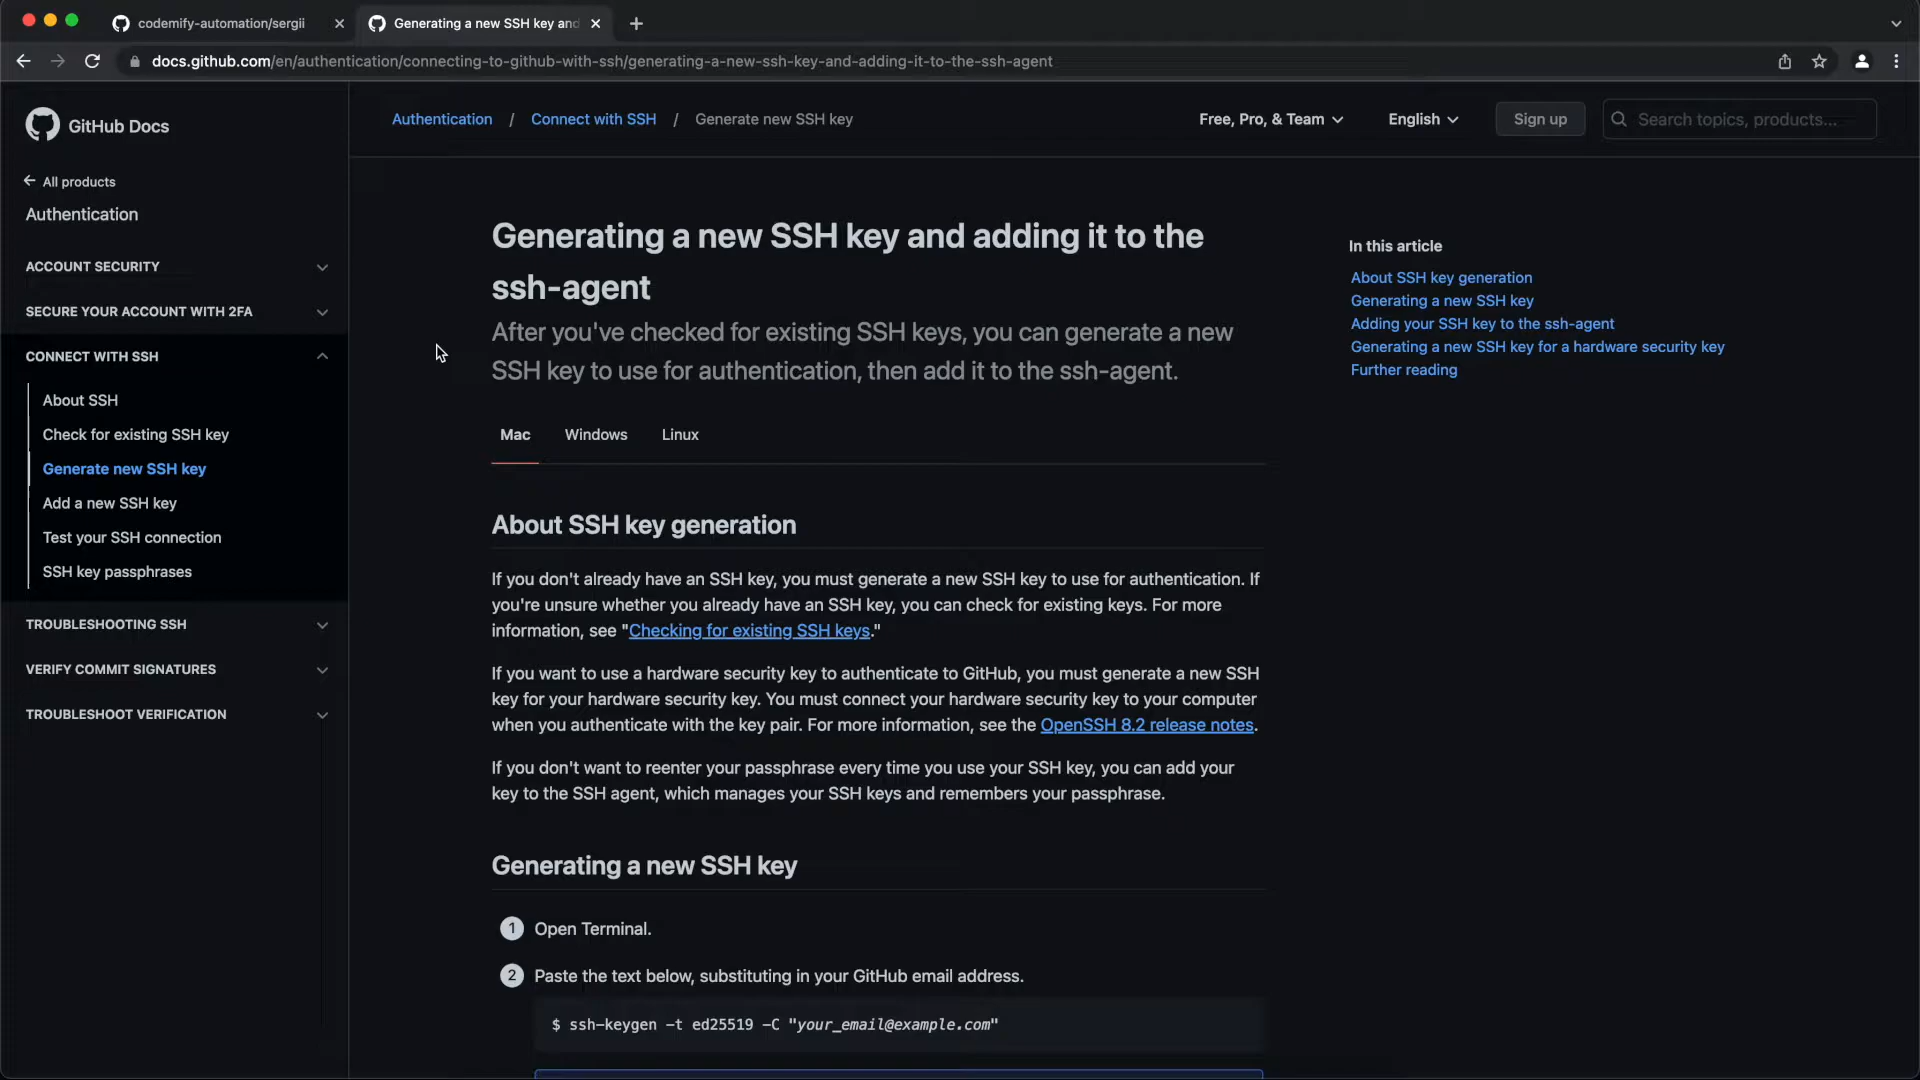 codemify-automation/sergii
Generating a new SSH key and
docs.github.com/en/authentication/connecting-to-github-with-ssh/generating-a-new-ssh-key-and-adding-it-to-the-ssh-agent
GitHub Docs
All products
Authentication
ACCOUNT SECURITY
SECURE YOUR ACCOUNT WITH 2FA
CONNECT WITH SSH
About SSH
Check for existing SSH key
Generate new SSH key
Add a new SSH key
Test your SSH connection
SSH key passphrases
TROUBLESHOOTING SSH
VERIFY COMMIT SIGNATURES
TROUBLESHOOT VERIFICATION
Authentication / Connect with SSH / Generate new SSH key
Free, Pro, & Team
English
Sign up
Search topics, products...
Generating a new SSH key and adding it to the
ssh-agent
After you've checked for existing SSH keys, you can generate a new
SSH key to use for authentication, then add it to the ssh-agent.
Mac Windows Linux
About SSH key generation
If you don't already have an SSH key, you must generate a new SSH key to use for authentication. If
you're unsure whether you already have an SSH key, you can check for existing keys. For more
information, see "Checking for existing SSH keys."
If you want to use a hardware security key to authenticate to GitHub, you must generate a new SSH
key for your hardware security key. You must connect your hardware security key to your computer
when you authenticate with the key pair. For more information, see the OpenSSH 8.2 release notes.
If you don't want to reenter your passphrase every time you use your SSH key, you can add your
key to the SSH agent, which manages your SSH keys and remembers your passphrase.
Generating a new SSH key
1 Open Terminal.
2 Paste the text below, substituting in your GitHub email address.
$ ssh-keygen -t ed25519 -C "your_email@example.com"
In this article
About SSH key generation
Generating a new SSH key
Adding your SSH key to the ssh-agent
Generating a new SSH key for a hardware security key
Further reading